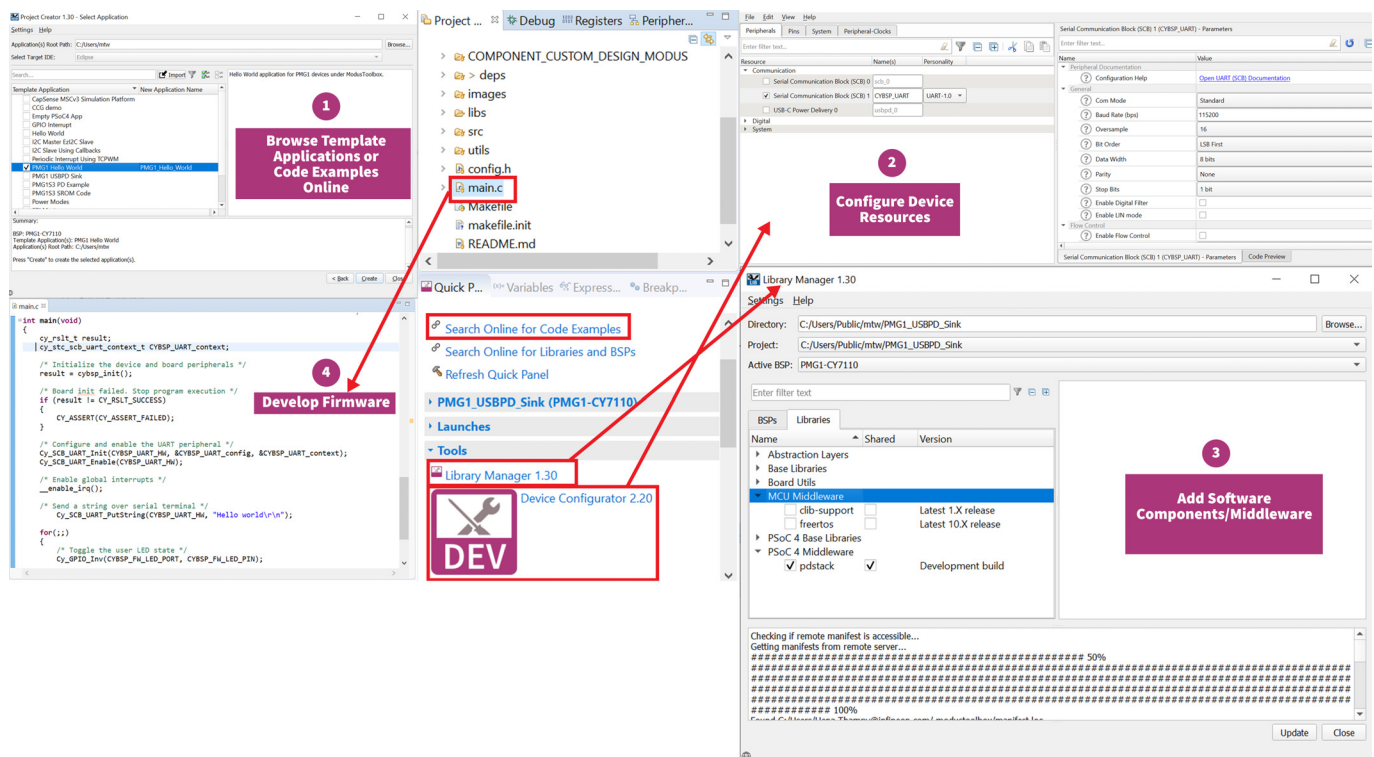 Project Creator 1.30 - Select Application
Settings Help
Application(s) Root Path: C:/Users/mtw
Browse...
Select Target IDE: Eclipse
Search...
Import
Template Application
New Application Name
CapSense MSCv3 Simulation Platform
CCG demo
Empty PSoC4 App
GPIO Interrupt
Hello World
I2C Master EzI2C Slave
I2C Slave Using Callbacks
Periodic Interrupt Using TCPWM
PMG1 Hello World PMG1_Hello_World
PMG1 USBPD Sink
PMG1S3 PD Example
PMG1S3 SROM Code
Power Modes
Hello World application for PMG1 devices under ModusToolbox.
1
Browse Template
Applications or
Code Examples
Online
Summary:
BSP: PMG1-CY7110
Template Application(s): PMG1 Hello World
Application(s) Root Path: C:/Users/mtw
Press "Create" to create the selected application(s).
< Back
Create
Close
Project ...
Debug
Registers
Peripher...
COMPONENT_CUSTOM_DESIGN_MODUS
> deps
images
libs
src
utils
config.h
main.c
Makefile
makefile.init
README.md
File Edit View Help
Peripherals Pins System Peripheral-Clocks
Enter filter text...
Resource Name(s) Personality
Communication
Serial Communication Block (SCB) 0 scb_0
Serial Communication Block (SCB) 1 CYBSP_UART UART-1.0
USB-C Power Delivery 0 usbpd_0
Digital
System
2
Configure Device
Resources
Serial Communication Block (SCB) 1 (CYBSP_UART) - Parameters
Enter filter text...
Name Value
Peripheral Documentation
Configuration Help Open UART (SCB) Documentation
General
Com Mode Standard
Baud Rate (bps) 115200
Oversample 16
Bit Order LSB First
Data Width 8 bits
Parity None
Stop Bits 1 bit
Enable Digital Filter
Enable LIN mode
Flow Control
Enable Flow Control
Serial Communication Block (SCB) 1 (CYBSP_UART) - Parameters
Code Preview
main.c
int main(void)
{
cy_rslt_t result;
cy_stc_scb_uart_context_t CYBSP_UART_context;
/* Initialize the device and board peripherals */
result = cybsp_init();
/* Board init failed. Stop program execution */
if (result != CY_RSLT_SUCCESS)
{
CY_ASSERT(CY_ASSERT_FAILED);
}
/* Configure and enable the UART peripheral */
Cy_SCB_UART_Init(CYBSP_UART_HW, &CYBSP_UART_config, &CYBSP_UART_context);
Cy_SCB_UART_Enable(CYBSP_UART_HW);
/* Enable global interrupts */
__enable_irq();
/* Send a string over serial terminal */
Cy_SCB_UART_PutString(CYBSP_UART_HW, "Hello world\r\n");
for(;;)
{
/* Toggle the user LED state */
Cy_GPIO_Inv(CYBSP_FW_LED_PORT, CYBSP_FW_LED_PIN);
4
Develop Firmware
Quick P...
Variables
Express...
Breakp...
Search Online for Code Examples
Search Online for Libraries and BSPs
Refresh Quick Panel
PMG1_USBPD_Sink (PMG1-CY7110)
Launches
Tools
Library Manager 1.30
Device Configurator 2.20
DEV
Library Manager 1.30
Settings Help
Directory: C:/Users/Public/mtw/PMG1_USBPD_Sink
Browse...
Project: C:/Users/Public/mtw/PMG1_USBPD_Sink
Active BSP: PMG1-CY7110
Enter filter text
BSPs Libraries
Name Shared Version
Abstraction Layers
Base Libraries
Board Utils
MCU Middleware
clib-support Latest 1.X release
freertos Latest 10.X release
PSoC 4 Base Libraries
PSoC 4 Middleware
pdstack Development build
3
Add Software
Components/Middleware
Checking if remote manifest is accessible...
Getting manifests from remote server...
50%
100%
Update
Close